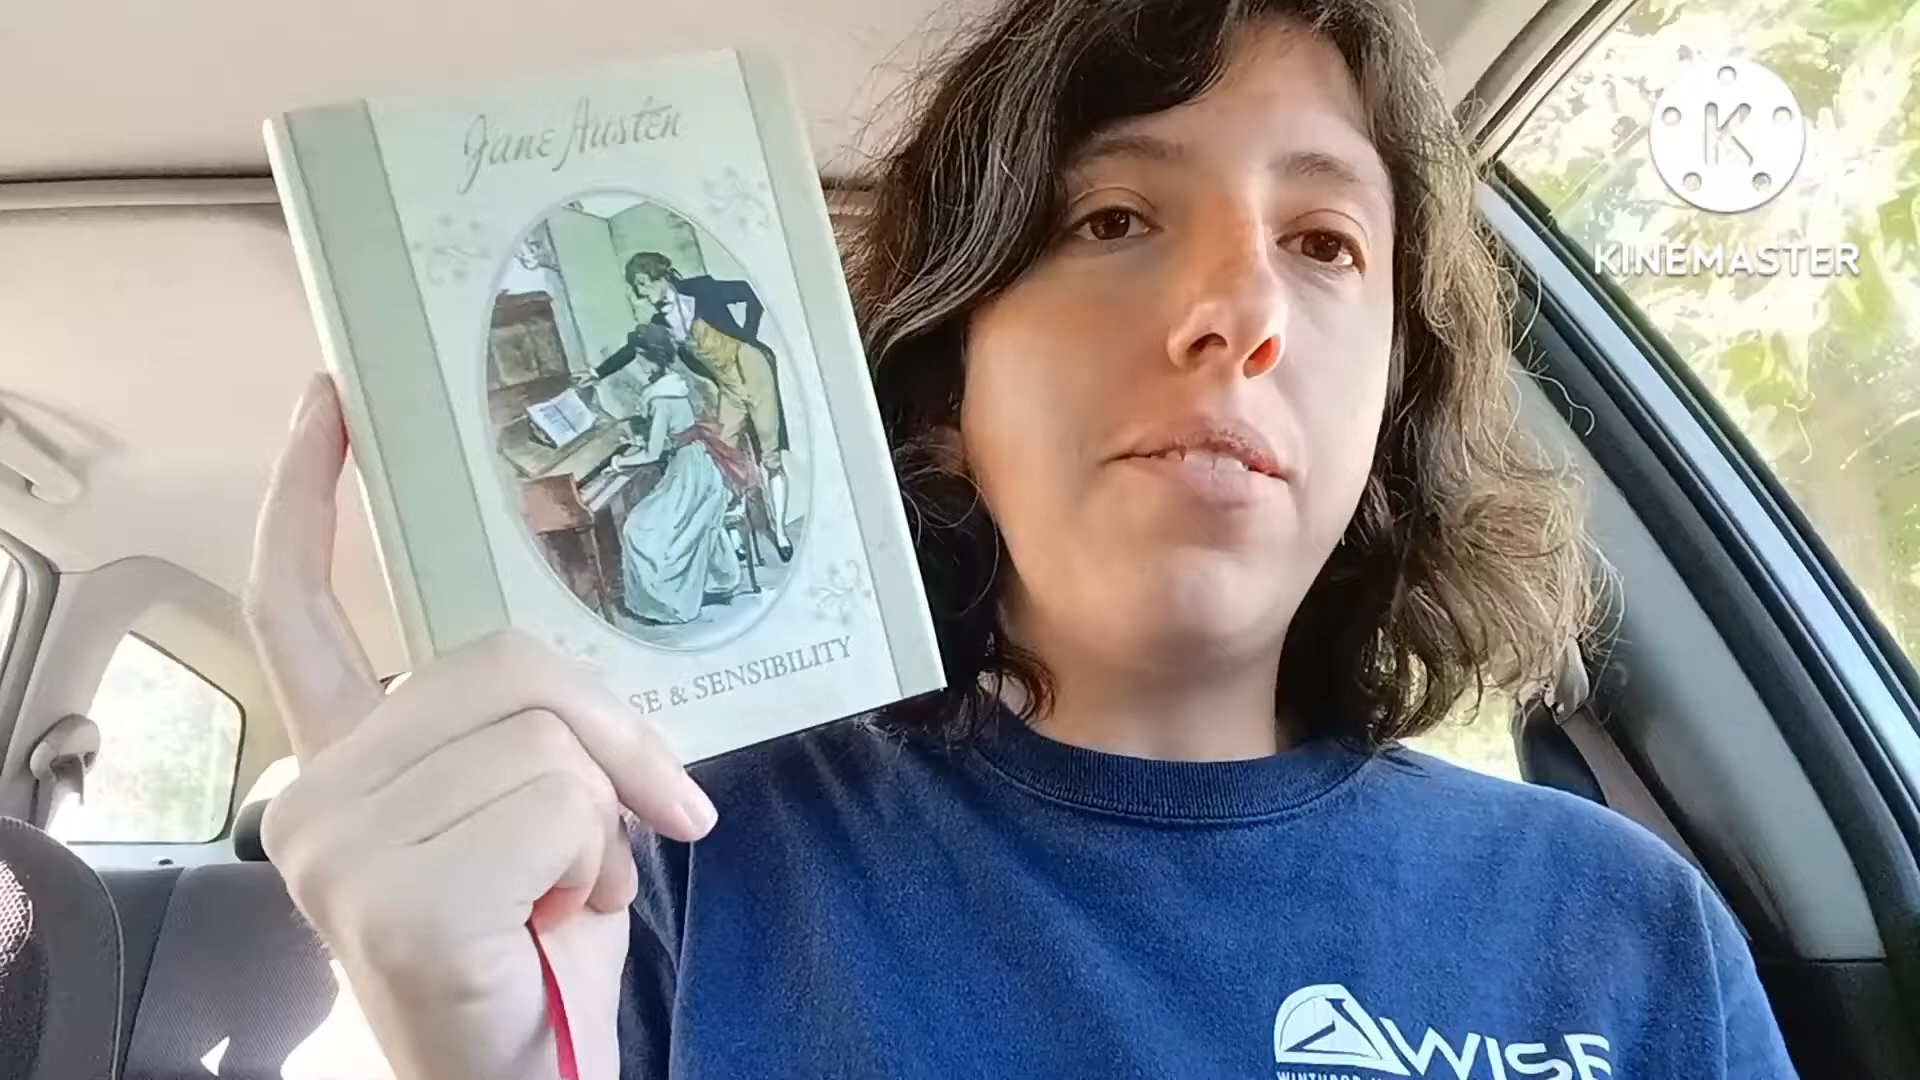 Jane Austen
SE & SENSIBILITY
K
KINEMASTER
WISE